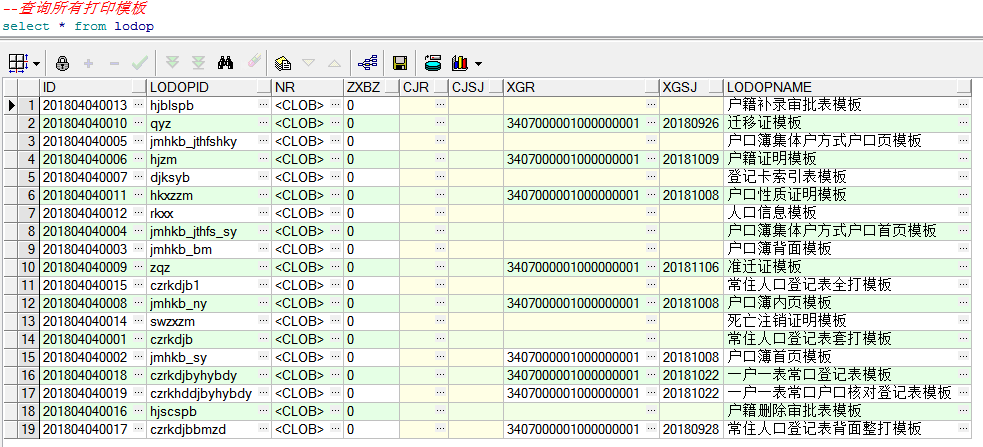 --查询所有打印模板
select * from lodop
ID LODOPID NR ZXBZ CJR CJSJ XGR XGSJ LODOPNAME
1 201804040013 hjblspb <CLOB> 0 户籍补录审批表模板
2 201804040010 qyz <CLOB> 0 3407000001000000001 20180926 迁移证模板
3 201804040005 jmhkb_jthfshky <CLOB> 0 户口簿集体户方式户口页模板
4 201804040006 hjzm <CLOB> 0 3407000001000000001 20181009 户籍证明模板
5 201804040007 djksyb <CLOB> 0 登记卡索引表模板
6 201804040011 hkxzzm <CLOB> 0 3407000001000000001 20181008 户口性质证明模板
7 201804040012 rkxx <CLOB> 0 人口信息模板
8 201804040004 jmhkb_jthfs_sy <CLOB> 0 户口簿集体户方式户口首页模板
9 201804040003 jmhkb_bm <CLOB> 0 户口簿背面模板
10 201804040009 zqz <CLOB> 0 3407000001000000001 20181106 准迁证模板
11 201804040015 czrkdjb1 <CLOB> 0 常住人口登记表全打模板
12 201804040008 jmhkb_ny <CLOB> 0 3407000001000000001 20181008 户口簿内页模板
13 201804040014 swzxzm <CLOB> 0 死亡注销证明模板
14 201804040001 czrkdjb <CLOB> 0 常住人口登记表套打模板
15 201804040002 jmhkb_sy <CLOB> 0 3407000001000000001 20181008 户口簿首页模板
16 201804040018 czrkdjbyhybdy <CLOB> 0 3407000001000000001 20181022 一户一表常口登记表模板
17 201804040019 czrkhddjbyhybdy <CLOB> 0 3407000001000000001 20181022 一户一表常口户口核对登记表模板
18 201804040016 hjscspb <CLOB> 0 户籍删除审批表模板
19 201804040017 czrkdjbbmzd <CLOB> 0 3407000001000000001 20180928 常住人口登记表背面整打模板